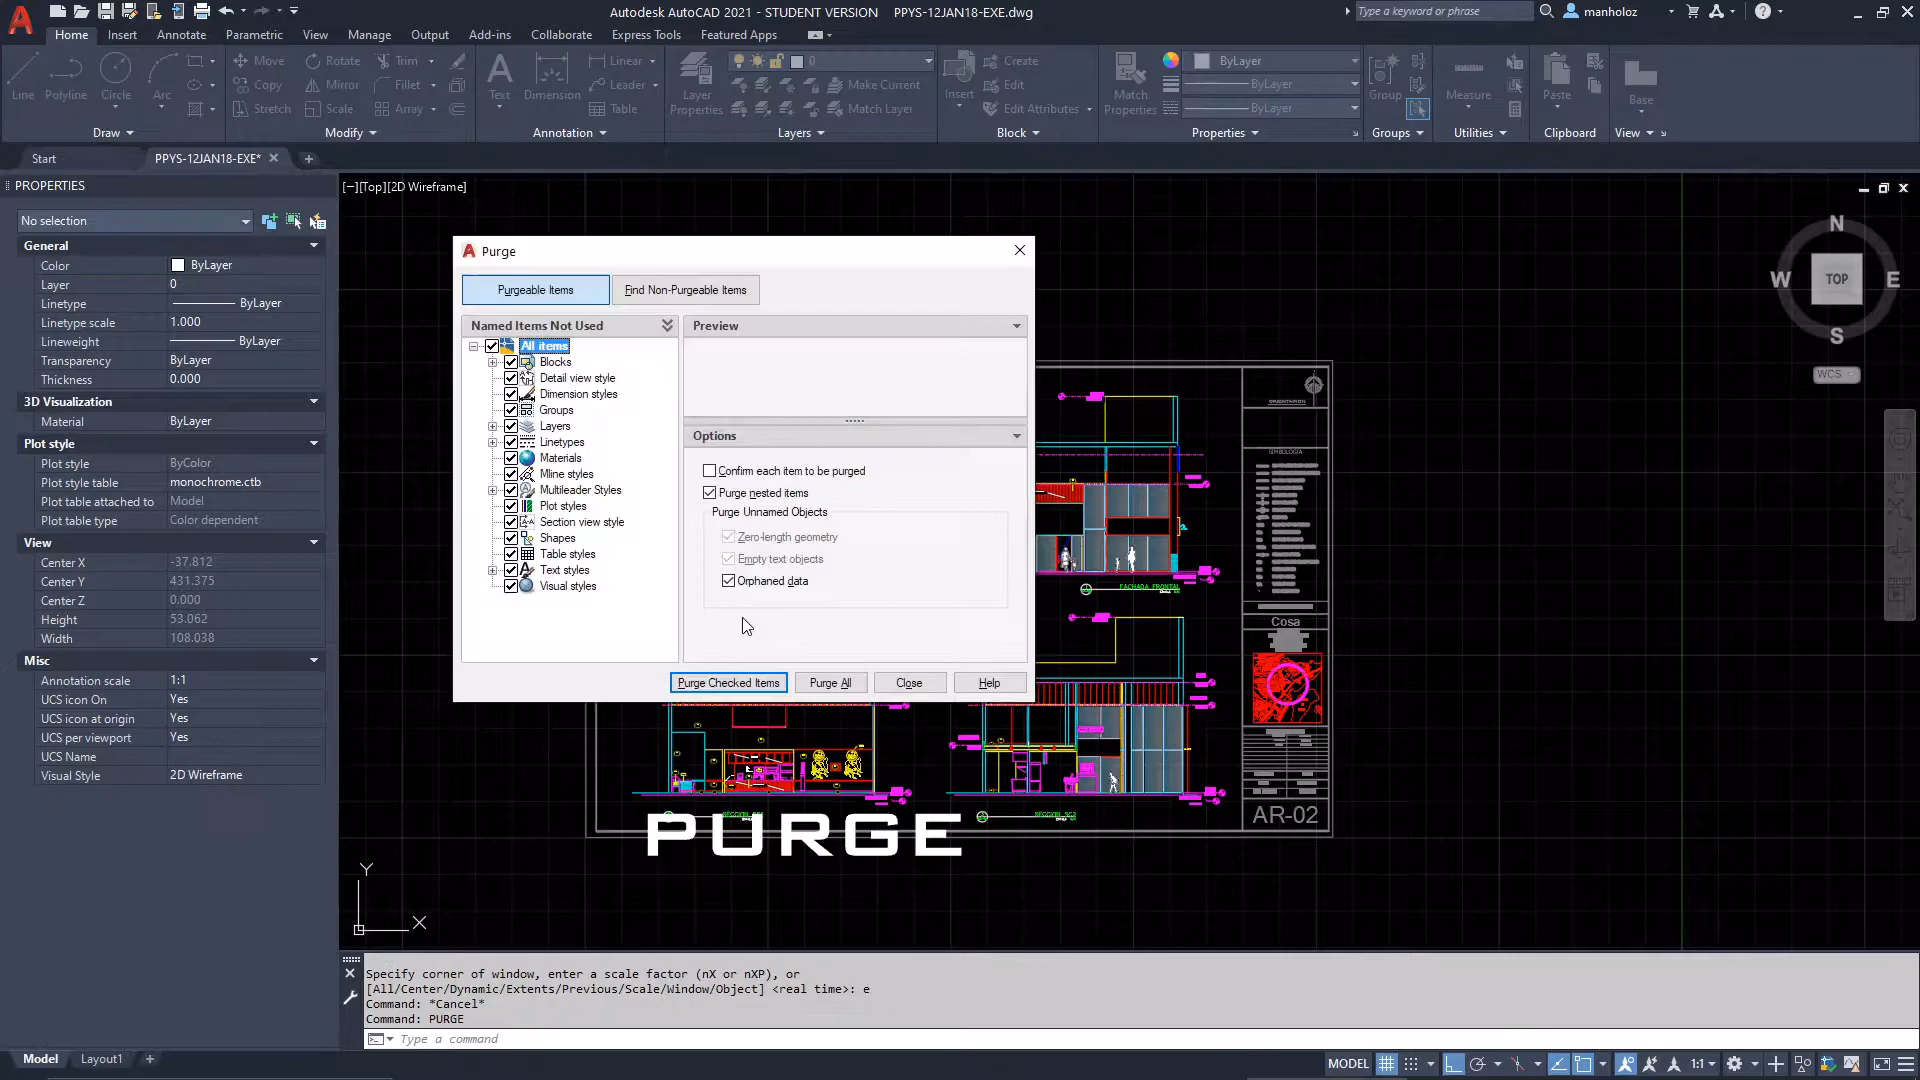 Autodesk AutoCAD 2021 - STUDENT VERSION PPYS-12JAN18-EXE.dwg
Type a keyword or phrase
manholoz
Home Insert Annotate Parametric View Manage Output Add-ins Collaborate Express Tools Featured Apps
Line Polyline Circle Arc
Move Rotate Trim
Copy Mirror Fillet
Stretch Scale Array
Text Dimension
Linear
Leader
Table
Layer Properties
0
Make Current
Match Layer
Insert
Create
Edit
Edit Attributes
Match Properties
ByLayer
ByLayer
ByLayer
Group
Measure
Paste
Base
Draw Modify Annotation Layers Block Properties Groups Utilities Clipboard View
Start PPYS-12JAN18-EXE*
PROPERTIES
No selection
General
Color ByLayer
Layer 0
Linetype ByLayer
Linetype scale 1.000
Lineweight ByLayer
Transparency ByLayer
Thickness 0.000
3D Visualization
Material ByLayer
Plot style
Plot style ByColor
Plot style table monochrome.ctb
Plot table attached to Model
Plot table type Color dependent
View
Center X -37.812
Center Y 431.375
Center Z 0.000
Height 53.062
Width 108.038
Misc
Annotation scale 1:1
UCS icon On Yes
UCS icon at origin Yes
UCS per viewport Yes
UCS Name
Visual Style 2D Wireframe
[−][Top][2D Wireframe]
N
W TOP E
S
WCS
Purge
Purgeable Items Find Non-Purgeable Items
Named Items Not Used
All items
Blocks
Detail view style
Dimension styles
Groups
Layers
Linetypes
Materials
Mline styles
Multileader Styles
Plot styles
Section view style
Shapes
Table styles
Text styles
Visual styles
Preview
Options
Confirm each item to be purged
Purge nested items
Purge Unnamed Objects
Zero-length geometry
Empty text objects
Orphaned data
Purge Checked Items Purge All Close Help
SIMBOLOGIA
FACHADA FRONTAL
Cosa
AR-02
PURGE
Y
X
Specify corner of window, enter a scale factor (nX or nXP), or
[All/Center/Dynamic/Extents/Previous/Scale/Window/Object] <real time>: e
Command: *Cancel*
Command: PURGE
Type a command
Model Layout1
MODEL 1:1